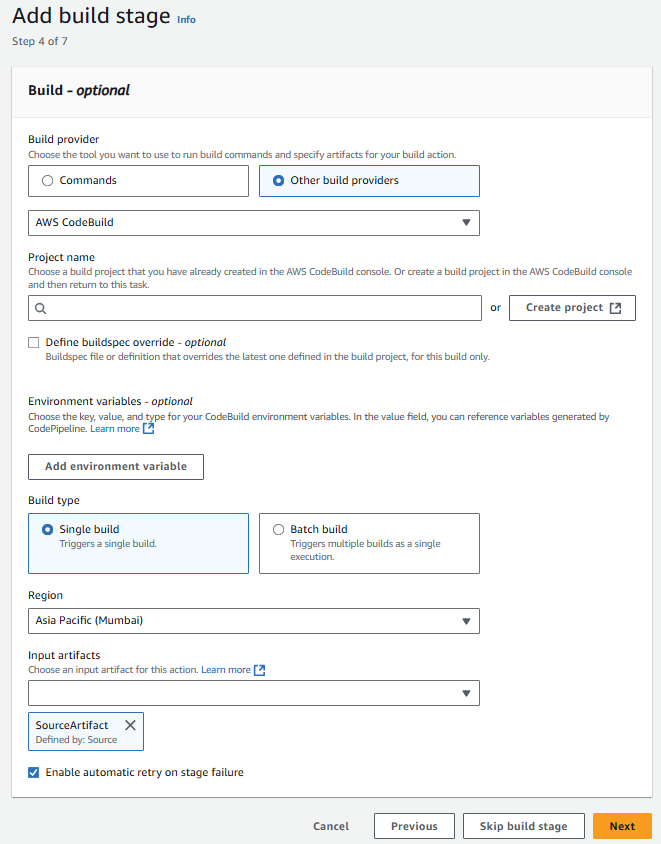 Add build stage Info
Step 4 of 7
Build - optional
Build provider
Choose the tool you want to use to run build commands and specify artifacts for your build action.
Commands
Other build providers
AWS CodeBuild
Project name
Choose a build project that you have already created in the AWS CodeBuild console. Or create a build project in the AWS CodeBuild console
and then return to this task.
or
Create project
Define buildspec override - optional
Buildspec file or definition that overrides the latest one defined in the build project, for this build only.
Environment variables - optional
Choose the key, value, and type for your CodeBuild environment variables. In the value field, you can reference variables generated by
CodePipeline. Learn more
Add environment variable
Build type
Single build
Triggers a single build.
Batch build
Triggers multiple builds as a single
execution.
Region
Asia Pacific (Mumbai)
Input artifacts
Choose an input artifact for this action. Learn more
SourceArtifact
Defined by: Source
Enable automatic retry on stage failure
Cancel
Previous
Skip build stage
Next